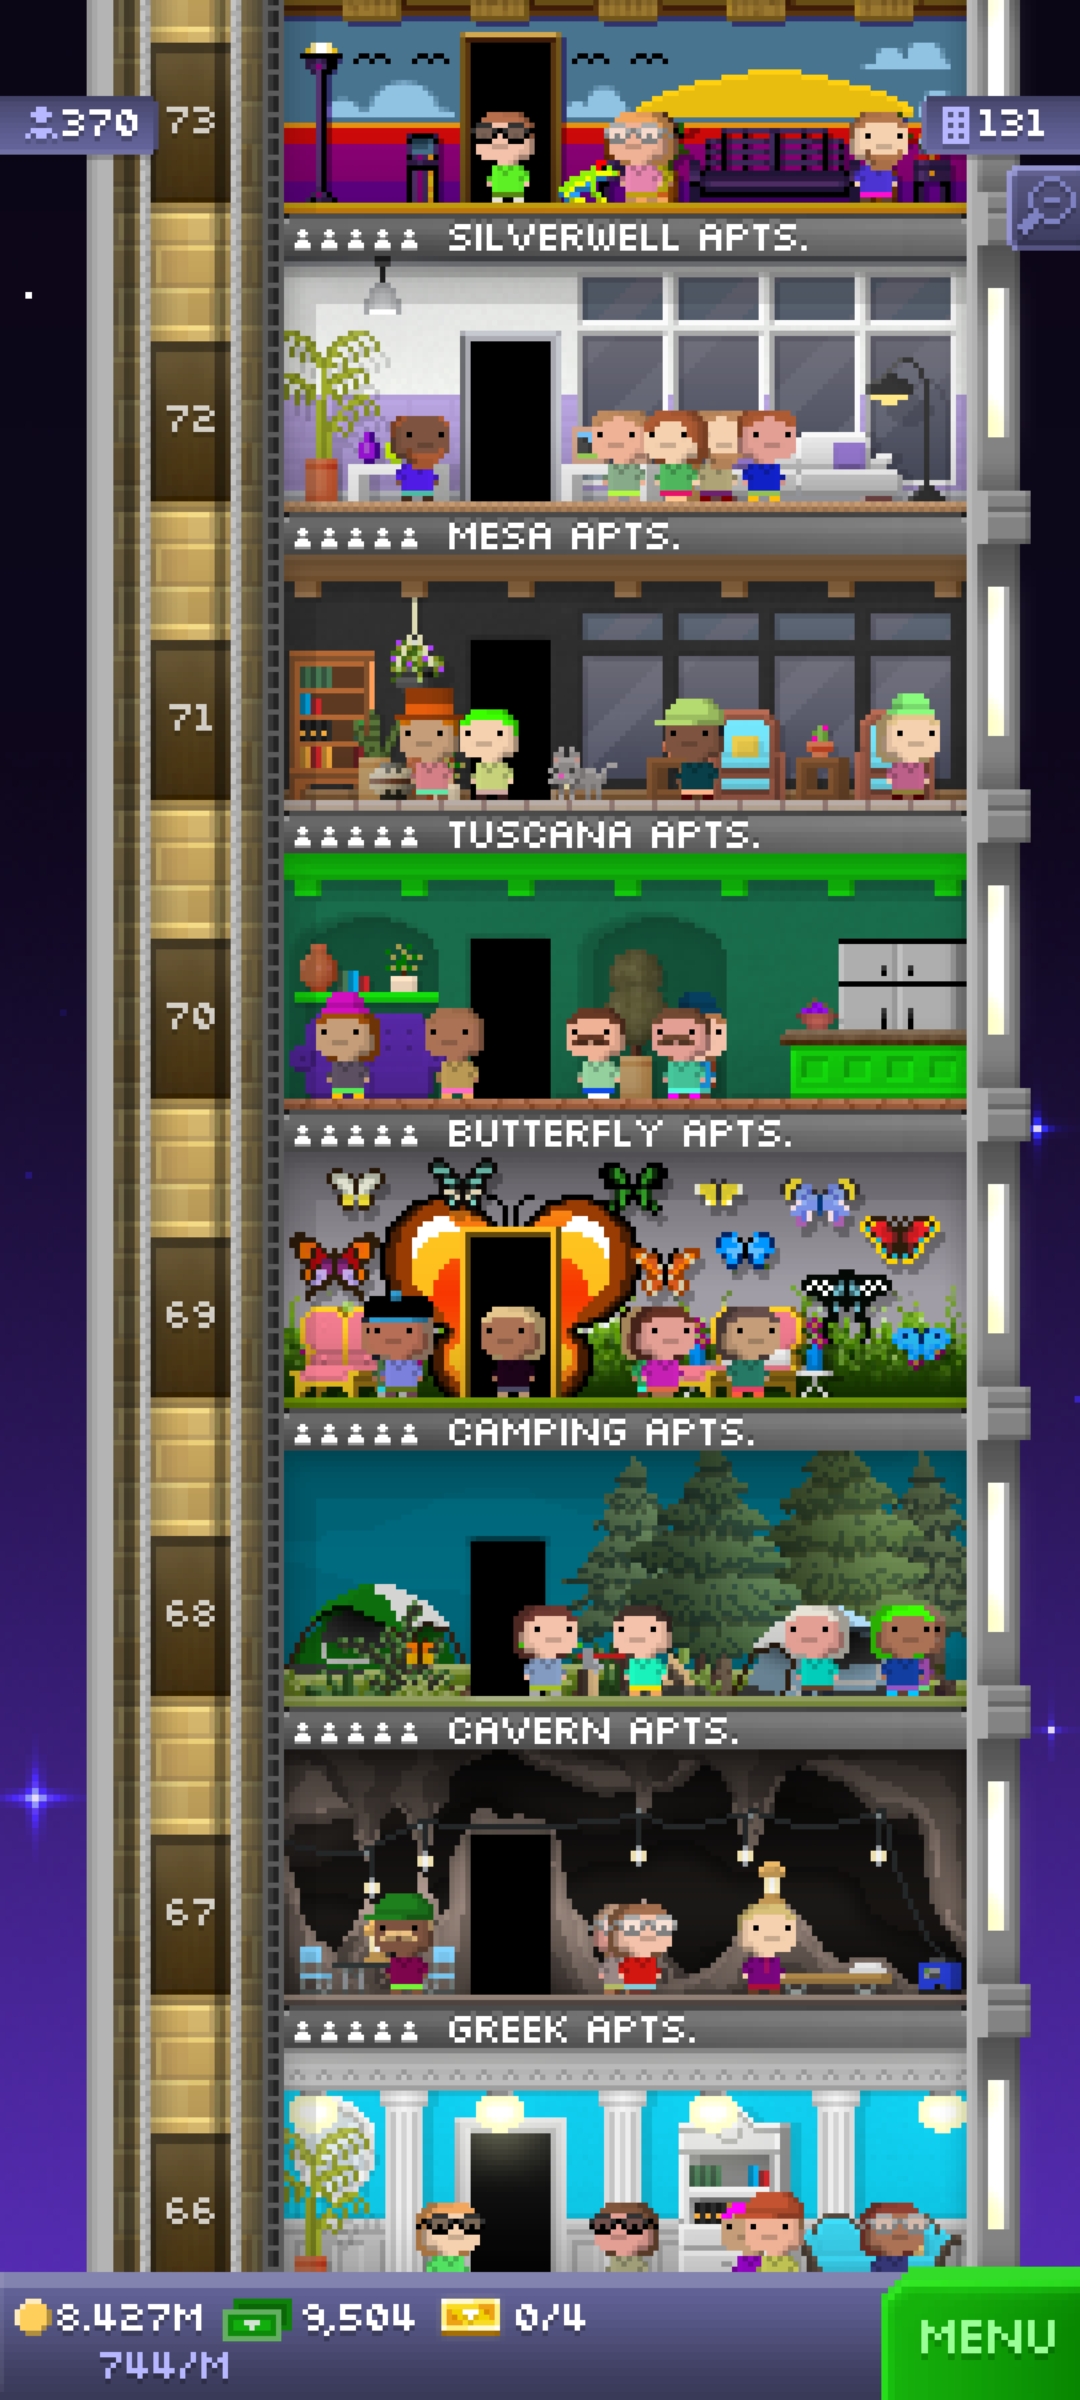 73
370
131
SILVERWELL APTS.
72
MESA APTS.
71
TUSCANA APTS.
70
BUTTERFLY APTS.
69
CAMPING APTS.
68
CAVERN APTS.
67
GREEK APTS.
66
8.427M 9,504 0/4
744/M
MENU